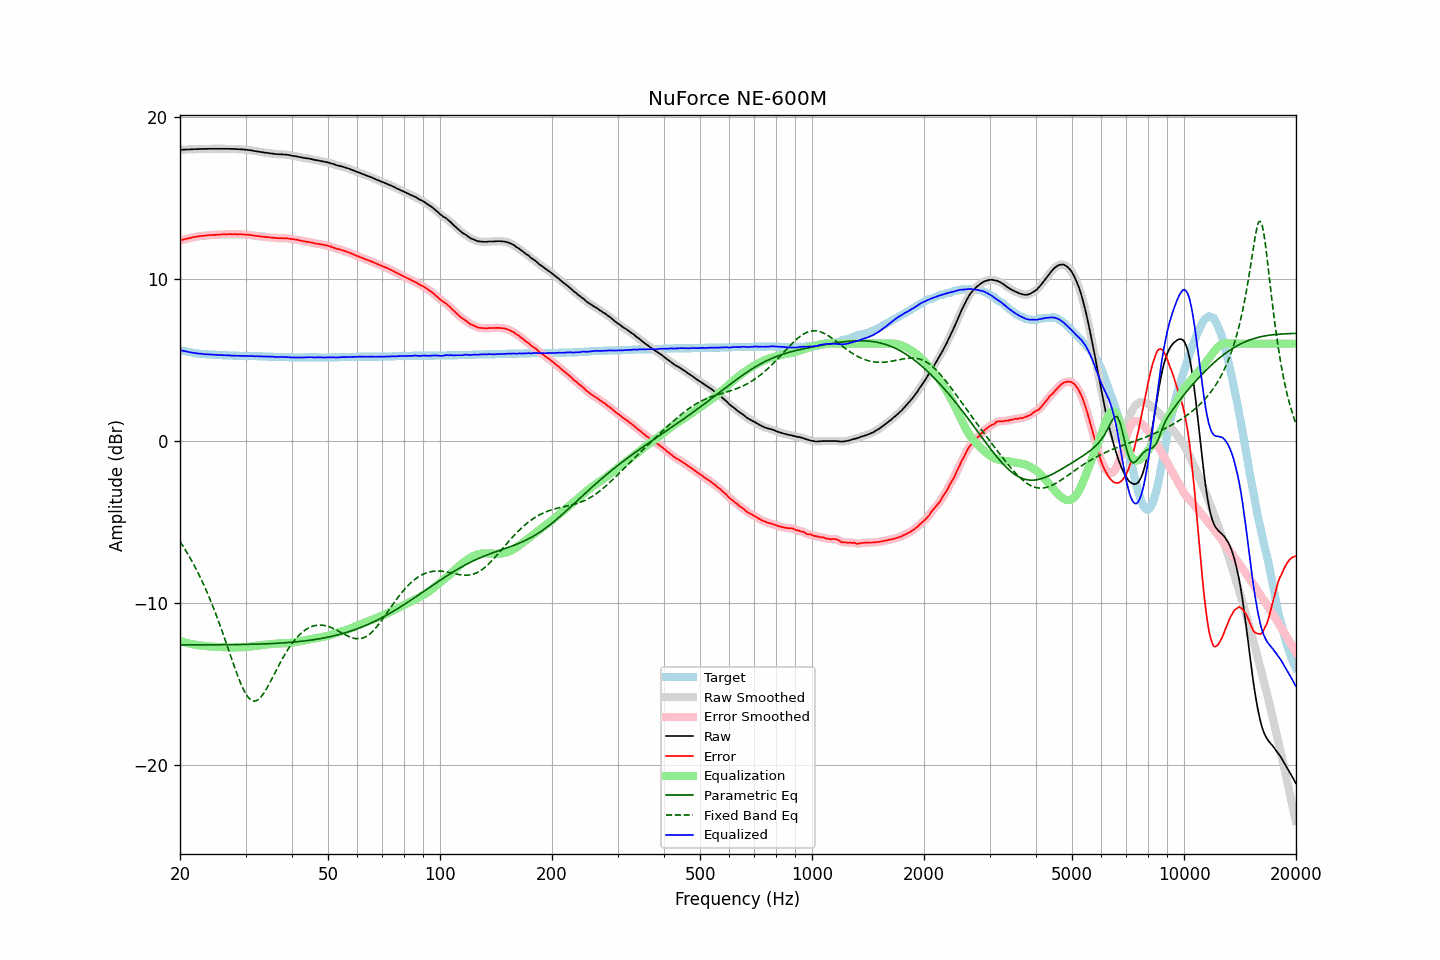 NuForce NE-600M
20
10
0
−10
−20
Amplitude (dBr)
20
50
100
200
500
1000
2000
5000
10000
20000
Frequency (Hz)
Target
Raw Smoothed
Error Smoothed
Raw
Error
Equalization
Parametric Eq
Fixed Band Eq
Equalized